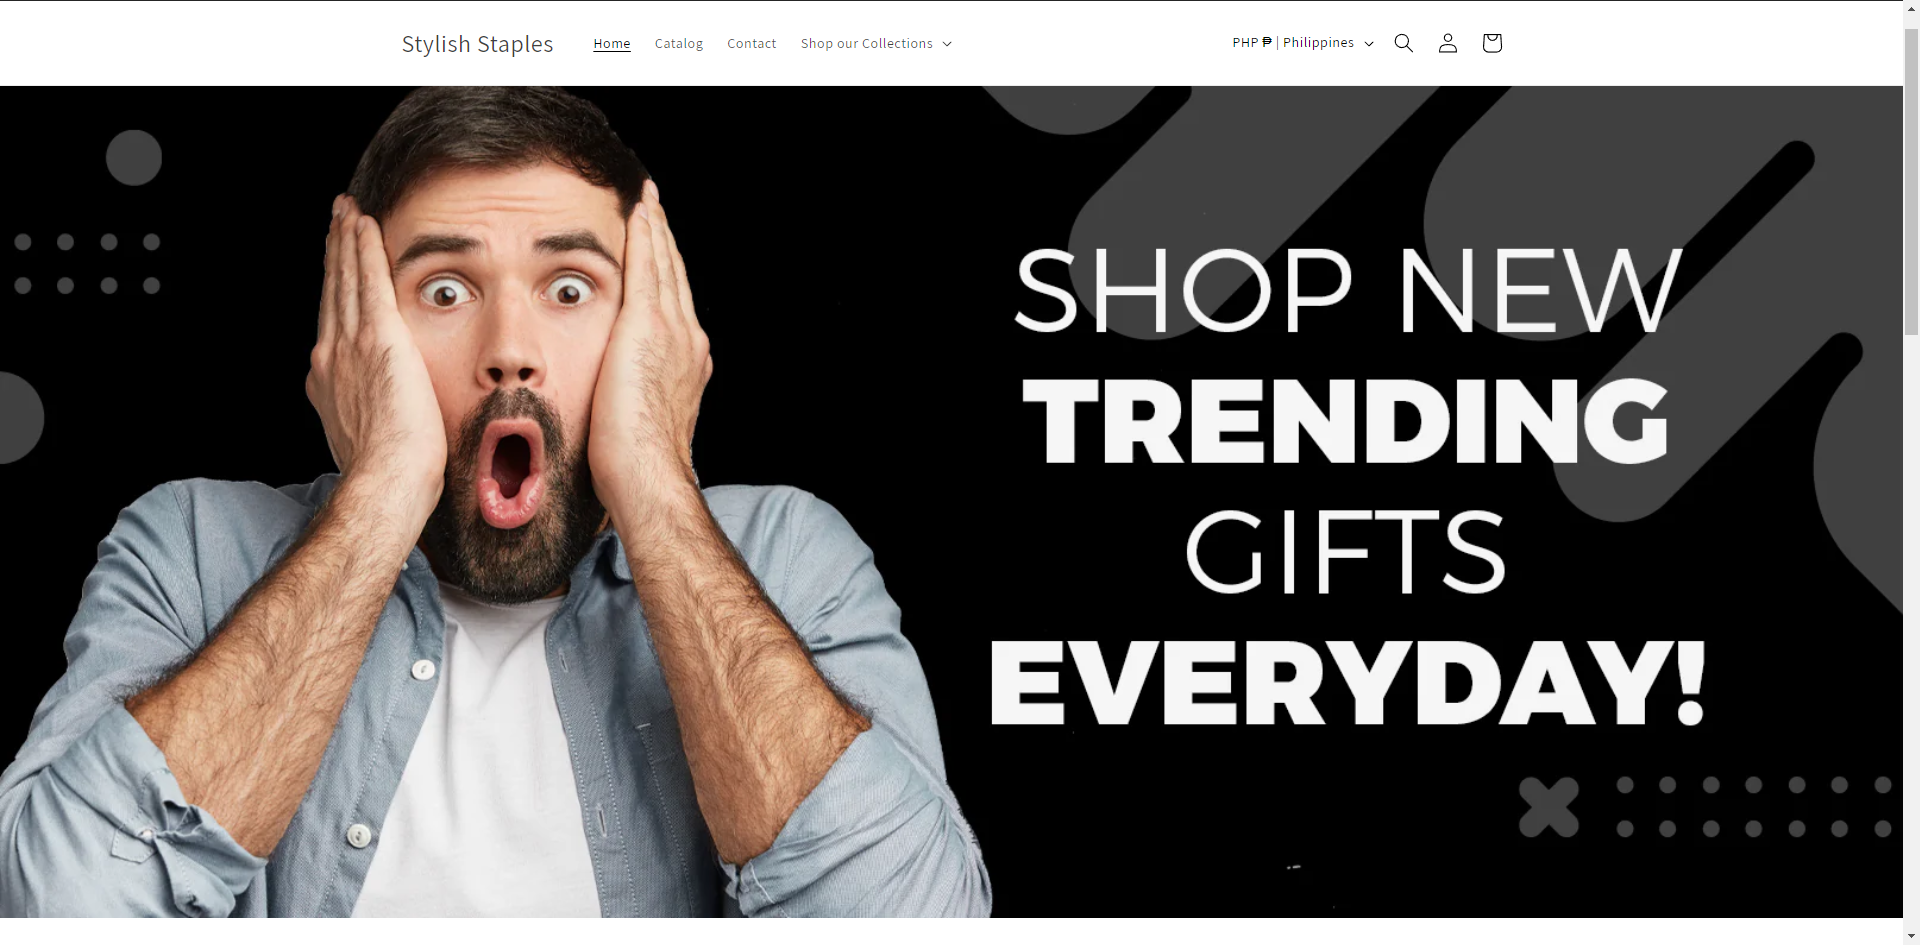 Stylish Staples
Home
Catalog
Contact
Shop our Collections
PHP ₱ | Philippines
SHOP NEW
TRENDING
GIFTS
EVERYDAY!